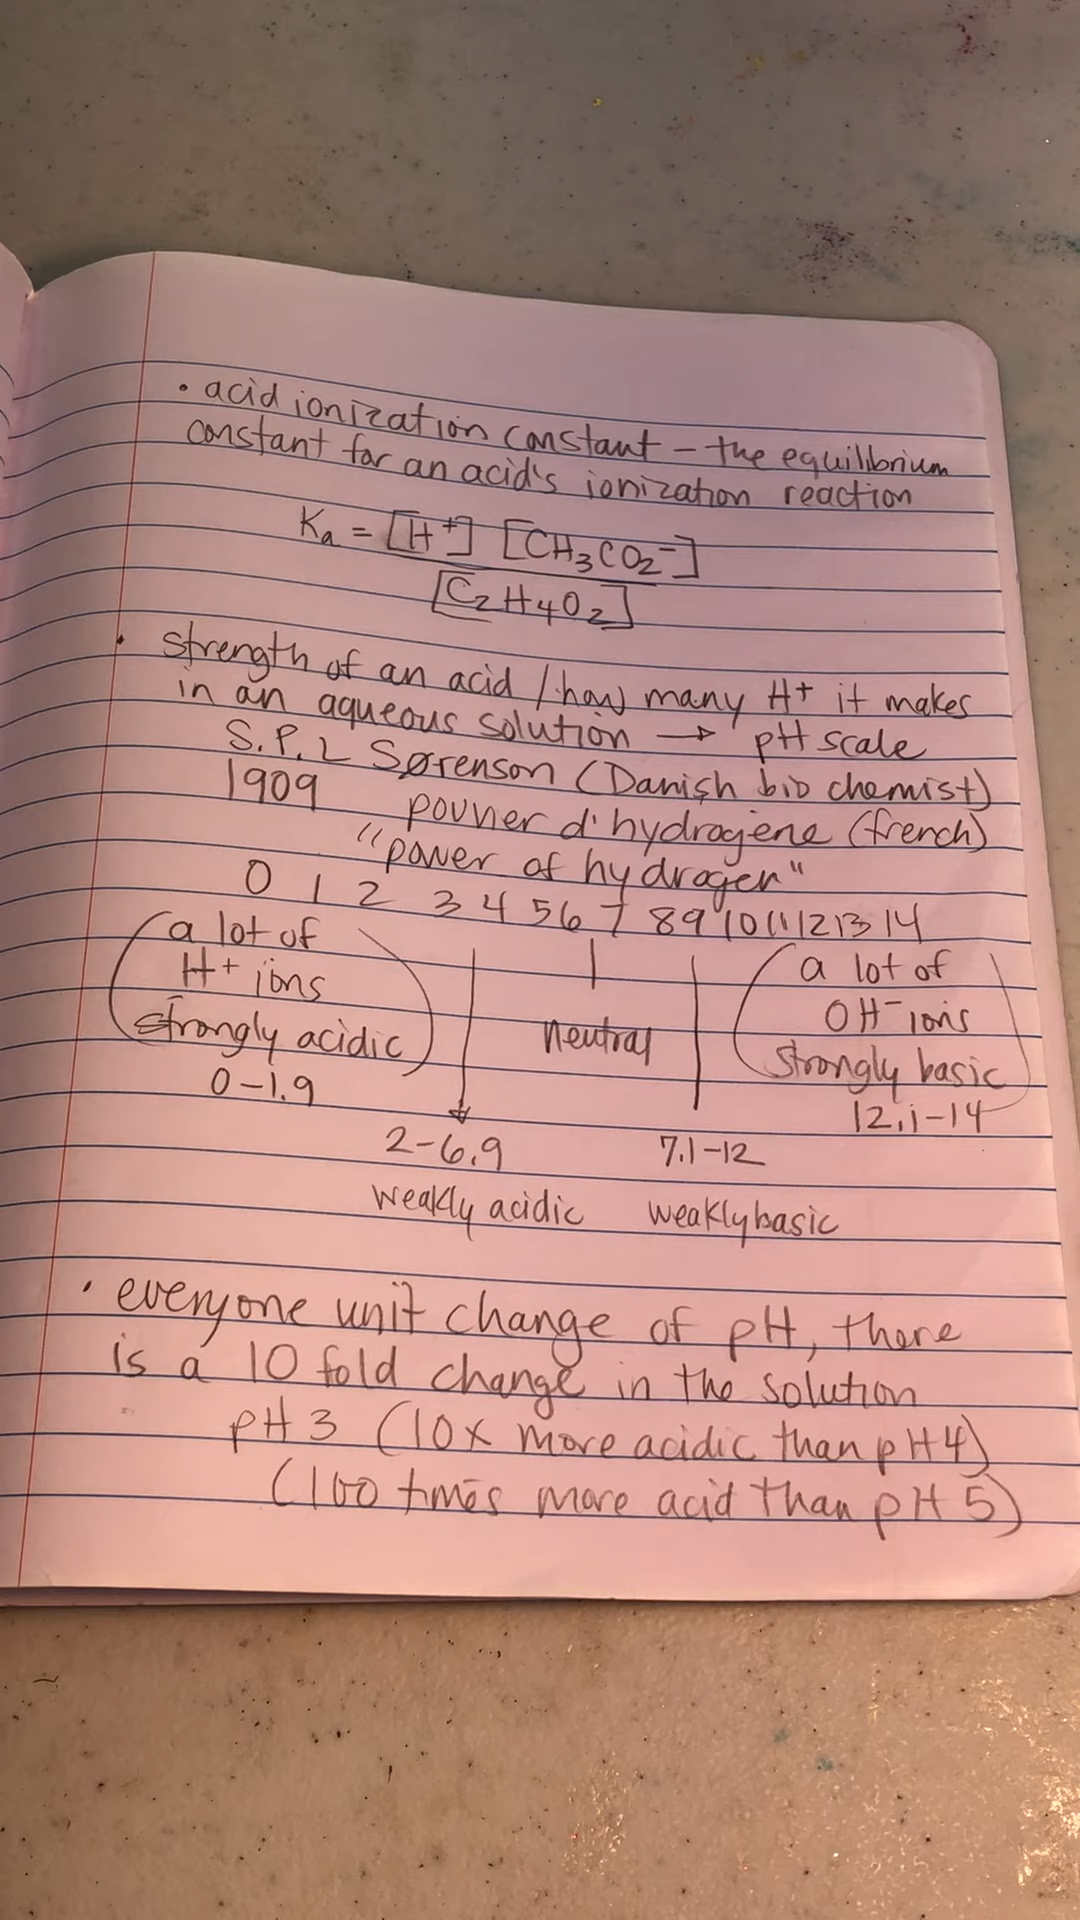 • acid ionization constant – the equilibrium
constant for an acid's ionization reaction
Ka = [H+] [CH3CO2-]
[C2H4O2]
• strength of an acid / how many H+ it makes
in an aqueous solution → pH scale
S.P.L Sørenson (Danish bio chemist)
1909 pouver d'hydrogene (french)
"power of hydrogen"
0 1 2 3 4 5 6 7 8 9 10 11 12 13 14
a lot of
H+ ions
strongly acidic
0-1.9
neutral
a lot of
OH- ions
strongly basic
12.1-14
2-6.9 7.1-12
weakly acidic weakly basic
• everyone unit change of pH, there
is a 10 fold change in the solution
pH 3 (10x more acidic than pH 4)
(100 times more acid than pH 5)